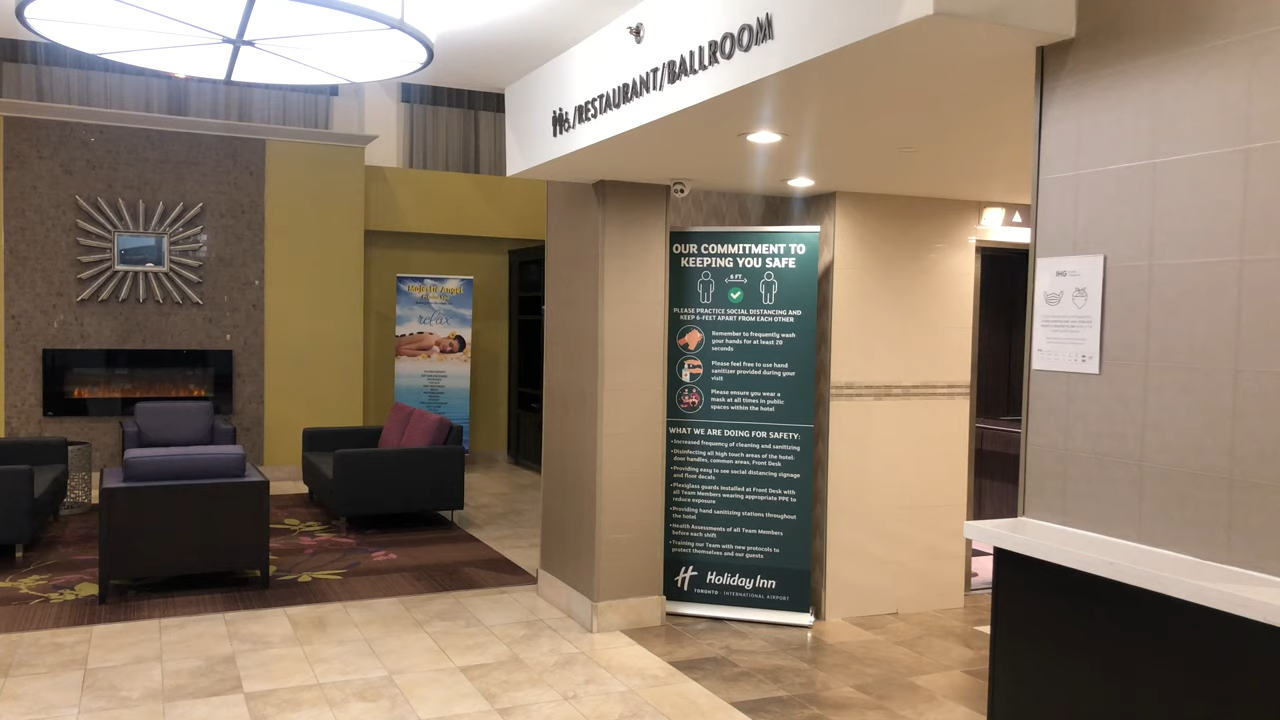 /RESTAURANT/BALLROOM
Majestic Angel
relax
OUR COMMITMENT TO
KEEPING YOU SAFE
6 FT
PLEASE PRACTICE SOCIAL DISTANCING AND
KEEP 6-FEET APART FROM EACH OTHER
Remember to frequently wash
your hands for at least 20
seconds
Please feel free to use hand
sanitizer provided during your
visit
Please ensure you wear a
mask at all times in public
spaces within the hotel
WHAT WE ARE DOING FOR SAFETY:
•Increased frequency of cleaning and sanitizing
•Disinfecting all high touch areas of the hotel:
door handles, common areas, Front Desk
•Providing easy to see social distancing signage
and floor decals
•Plexiglass guards installed at Front Desk with
all Team Members wearing appropriate PPE to
reduce exposure
•Providing hand sanitizing stations throughout
the hotel
•Health Assessments of all Team Members
before each shift
•Training our Team with new protocols to
protect themselves and our guests
H Holiday Inn
TORONTO - INTERNATIONAL AIRPORT
IHG